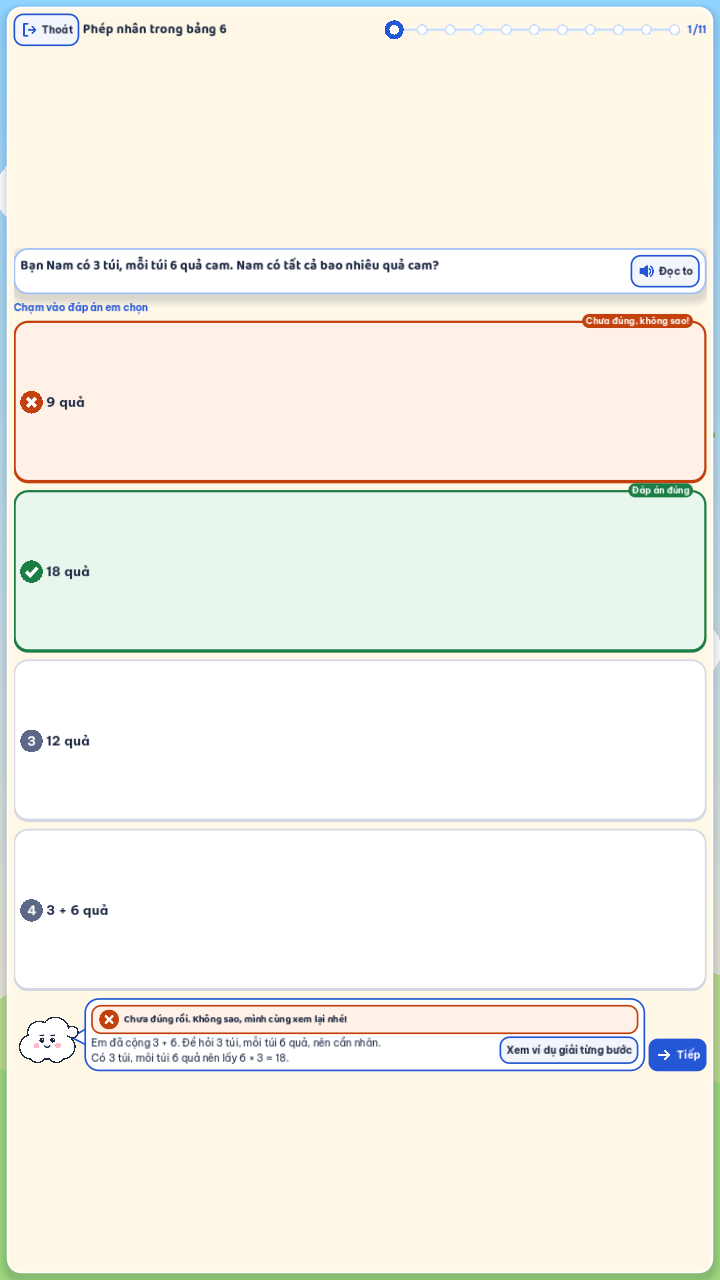 Thoát
Phép nhân trong bảng 6
1/11
Bạn Nam có 3 túi, mỗi túi 6 quả cam. Nam có tất cả bao nhiêu quả cam?
Đọc to
Chạm vào đáp án em chọn
Chưa đúng, không sao!
9 quả
Đáp án đúng
18 quả
3 12 quả
4 3 + 6 quả
Chưa đúng rồi. Không sao, mình cùng xem lại nhé!
Em đã cộng 3 + 6. Đề hỏi 3 túi, mỗi túi 6 quả, nên cần nhân.
Có 3 túi, mỗi túi 6 quả nên lấy 6 × 3 = 18.
Xem ví dụ giải từng bước
Tiếp